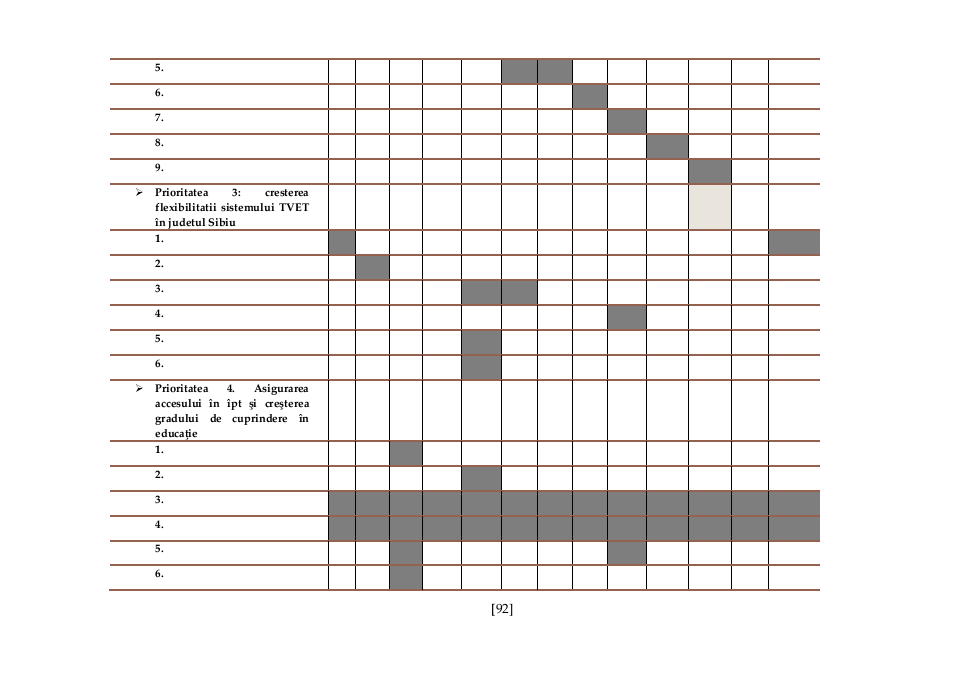 5.
6.
7.
8.
9.
➢ Prioritatea 3: cresterea
flexibilitatii sistemului TVET
în judetul Sibiu
1.
2.
3.
4.
5.
6.
➢ Prioritatea 4. Asigurarea
accesului în îpt şi creşterea
gradului de cuprindere în
educaţie
1.
2.
3.
4.
5.
6.
[92]